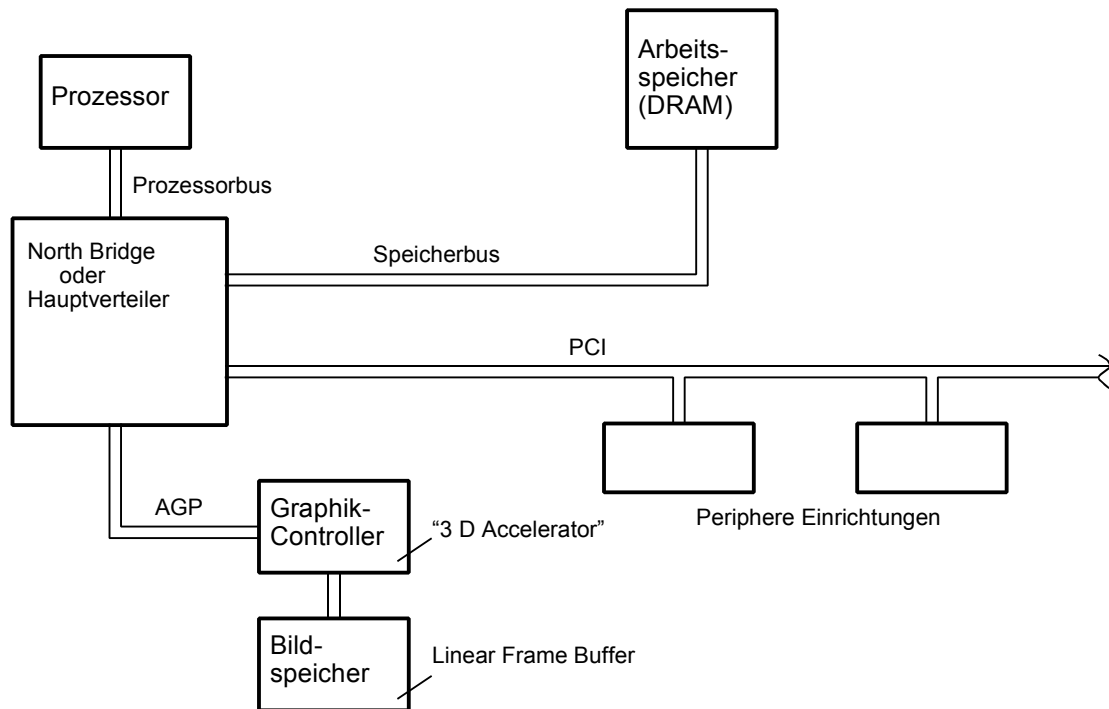 Arbeits-
speicher
(DRAM)
Prozessor
Prozessorbus
North Bridge
oder
Hauptverteiler
Speicherbus
PCI
AGP
Graphik-
Controller
“3 D Accelerator”
Periphere Einrichtungen
Bild-
speicher
Linear Frame Buffer